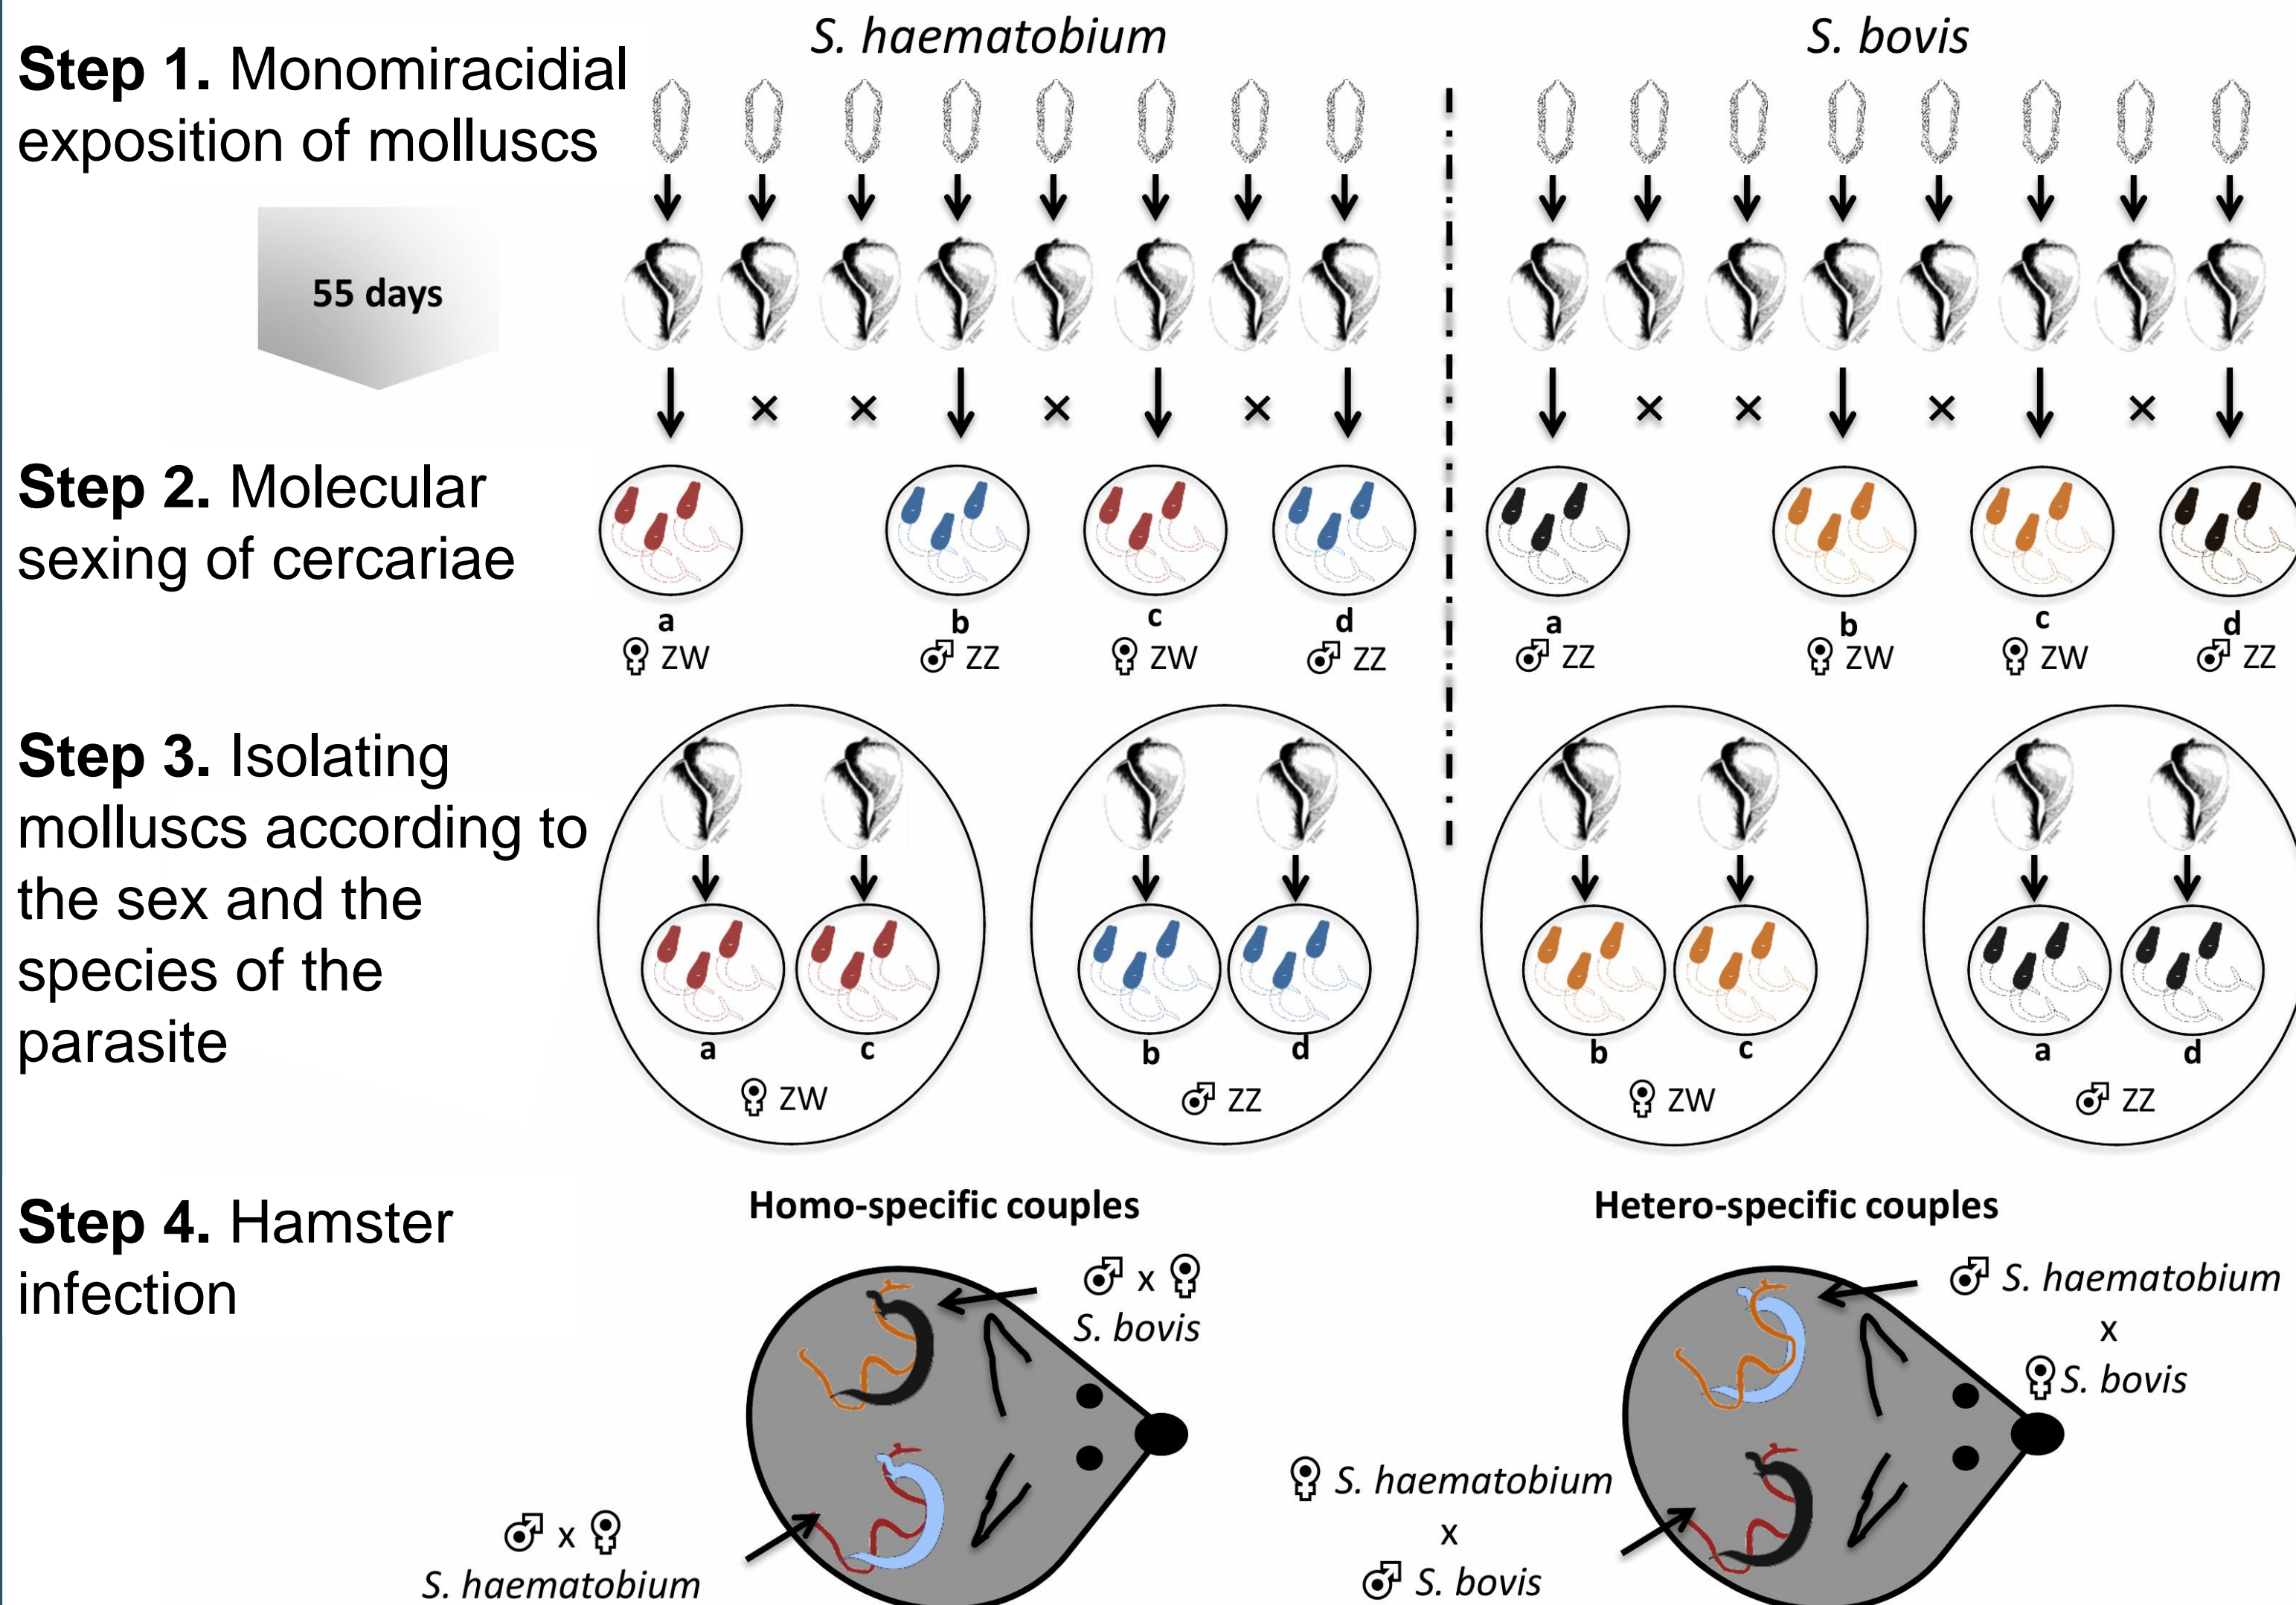 S. haematobium
S. bovis
Step 1. Monomiracidial
exposition of molluscs
55 days
× × × ×
× × × ×
Step 2. Molecular
sexing of cercariae
a b c d
♀ ZW ♂ ZZ ♀ ZW ♂ ZZ
a b c d
♂ ZZ ♀ ZW ♀ ZW ♂ ZZ
Step 3. Isolating
molluscs according to
the sex and the
species of the
parasite
a c
♀ ZW
b d
♂ ZZ
b c
♀ ZW
a d
♂ ZZ
Step 4. Hamster
infection
Homo-specific couples
♂ x ♀
S. bovis
♂ x ♀
S. haematobium
Hetero-specific couples
♂ S. haematobium
x
♀ S. bovis
♀ S. haematobium
x
♂ S. bovis